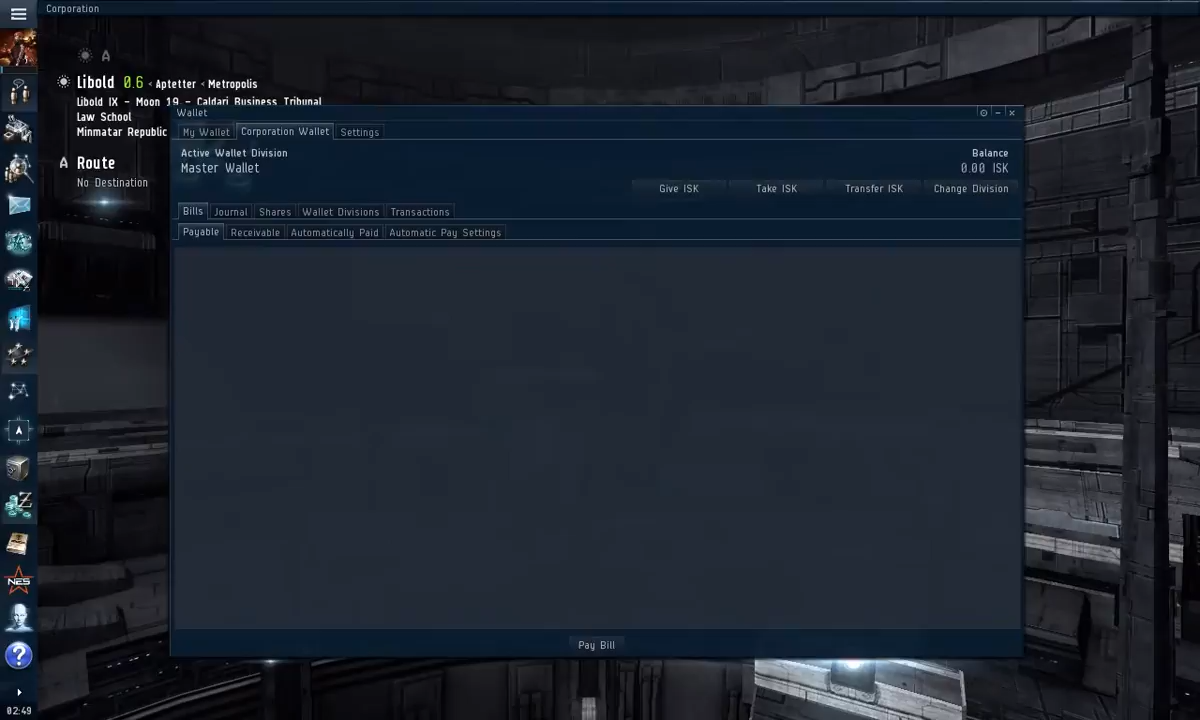 Corporation
A
Libold 0.6 < Aptetter < Metropolis
Libold IX - Moon 19 - Caldari Business Tribunal
Law School
Minmatar Republic
A Route
No Destination
Wallet
My Wallet Corporation Wallet Settings
Active Wallet Division
Master Wallet
Balance
0.00 ISK
Give ISK Take ISK Transfer ISK Change Division
Bills Journal Shares Wallet Divisions Transactions
Payable Receivable Automatically Paid Automatic Pay Settings
Pay Bill
A
Z
NES
?
02:49